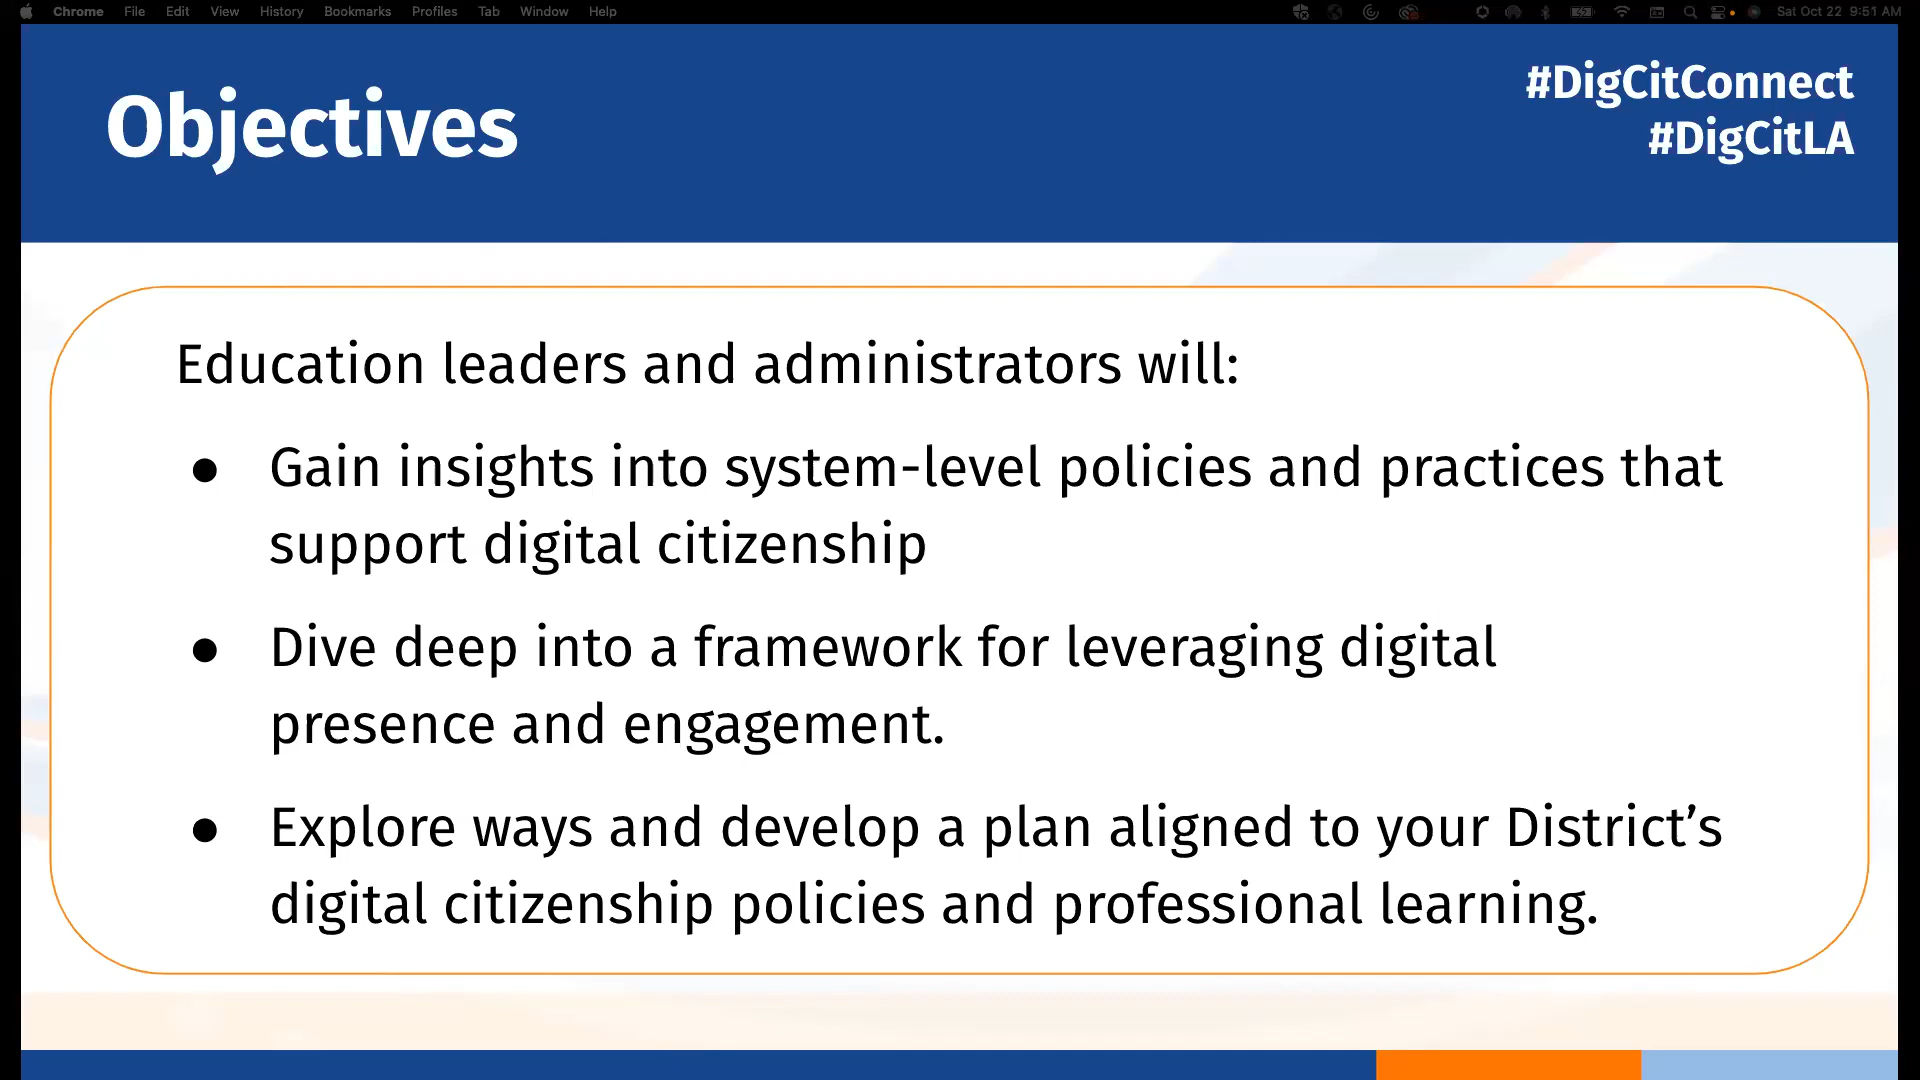 Chrome File Edit View History Bookmarks Profiles Tab Window Help Sat Oct 22 9:51 AM
Objectives
#DigCitConnect
#DigCitLA
Education leaders and administrators will:
● Gain insights into system-level policies and practices that
support digital citizenship
● Dive deep into a framework for leveraging digital
presence and engagement.
● Explore ways and develop a plan aligned to your District’s
digital citizenship policies and professional learning.